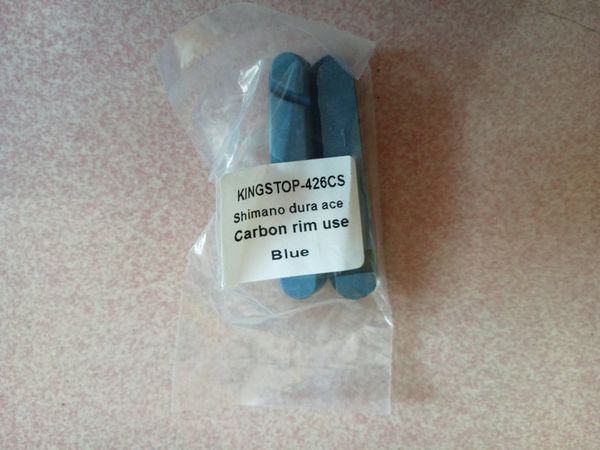 KINGSTOP-426CS
Shimano dura ace
Carbon rim use
Blue